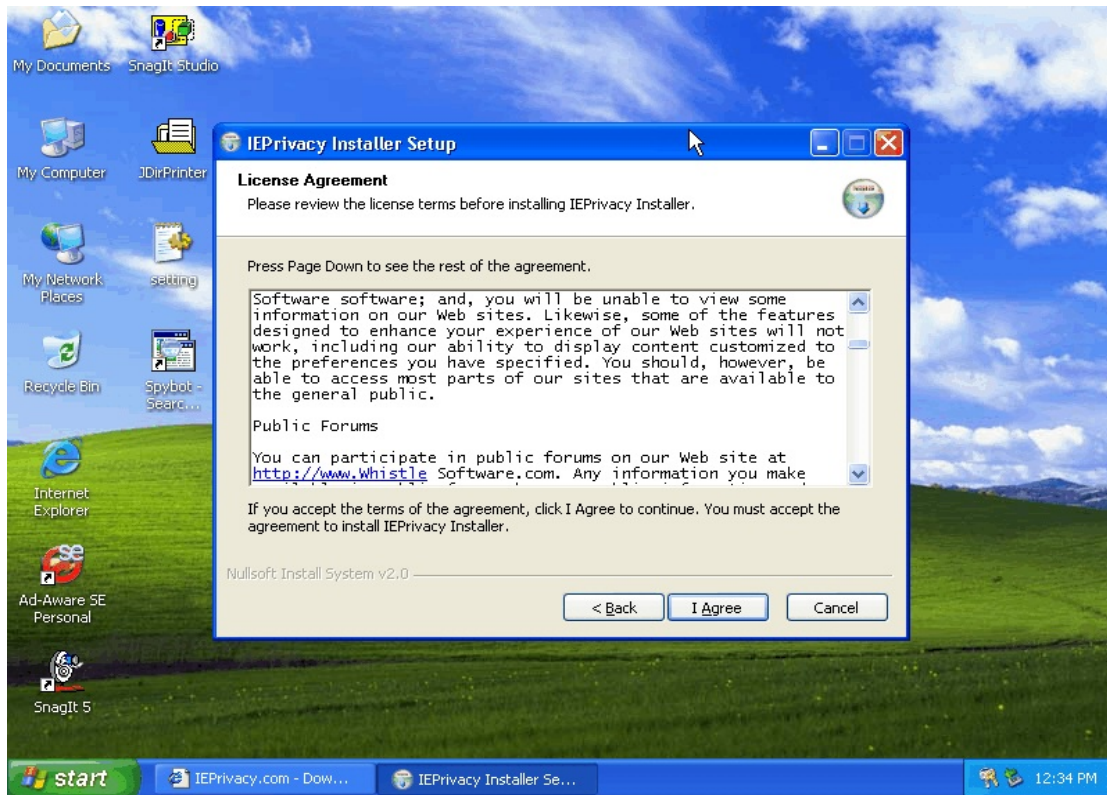 My Documents
SnagIt Studio
My Computer
JDirPrinter
My Network
Places
setting
Recycle Bin
Spybot -
Searc...
Internet
Explorer
Ad-Aware SE
Personal
SnagIt 5
IEPrivacy Installer Setup
License Agreement
Please review the license terms before installing IEPrivacy Installer.
Press Page Down to see the rest of the agreement.
Software software; and, you will be unable to view some
information on our Web sites. Likewise, some of the features
designed to enhance your experience of our Web sites will not
work, including our ability to display content customized to
the preferences you have specified. You should, however, be
able to access most parts of our sites that are available to
the general public.
Public Forums
You can participate in public forums on our Web site at
http://www.Whistle Software.com. Any information you make
If you accept the terms of the agreement, click I Agree to continue. You must accept the
agreement to install IEPrivacy Installer.
Nullsoft Install System v2.0
< Back
I Agree
Cancel
start
IEPrivacy.com - Dow...
IEPrivacy Installer Se...
12:34 PM